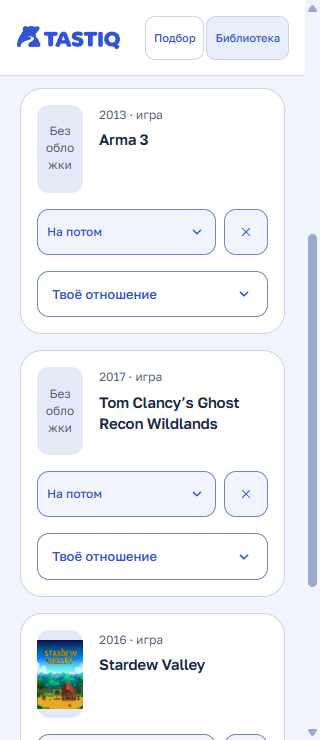 TASTIQ
Подбор
Библиотека
Без
обло
жки
2013 · игра
Arma 3
На потом
Твоё отношение
Без
обло
жки
2017 · игра
Tom Clancy’s Ghost
Recon Wildlands
На потом
Твоё отношение
STARDEW
VALLEY
2016 · игра
Stardew Valley